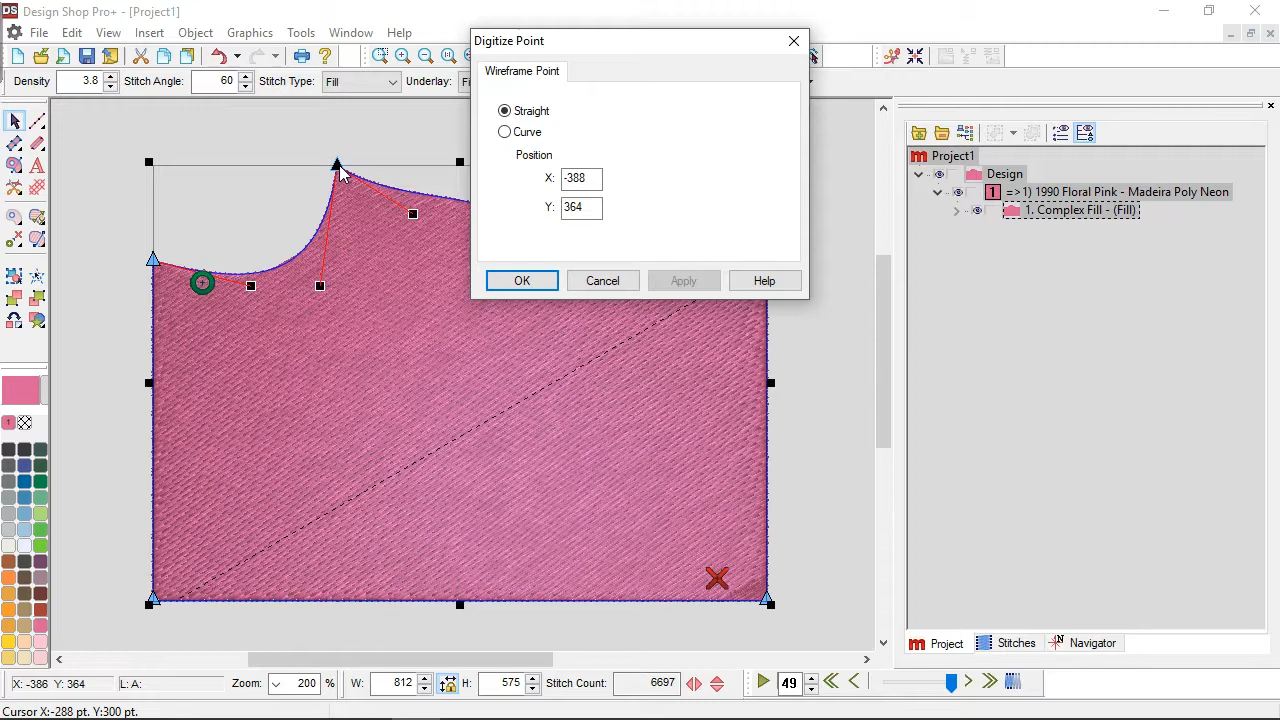 DS Design Shop Pro+ - [Project1]
File Edit View Insert Object Graphics Tools Window Help
Density 3.8 Stitch Angle: 60 Stitch Type: Fill Underlay:
Digitize Point
Wireframe Point
Straight
Curve
Position
X: -388
Y: 364
OK Cancel Apply Help
m Project1
Design
1 =>1) 1990 Floral Pink - Madeira Poly Neon
1. Complex Fill - (Fill)
1
m Project Stitches N Navigator
X: -386 Y: 364 L: A: Zoom: 200 % W: 812 H: 575 Stitch Count: 6697 49
Cursor X:-288 pt. Y:300 pt.